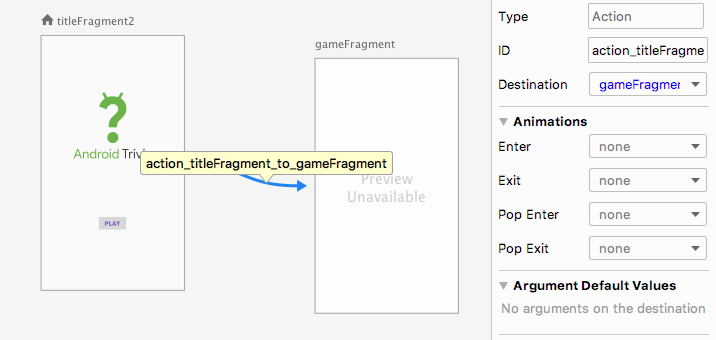 titleFragment2
gameFragment
Android Triv
action_titleFragment_to_gameFragment
Preview
Unavailable
PLAY
Type
Action
ID
action_titleFragme
Destination
gameFragmer
Animations
Enter
none
Exit
none
Pop Enter
none
Pop Exit
none
Argument Default Values
No arguments on the destination